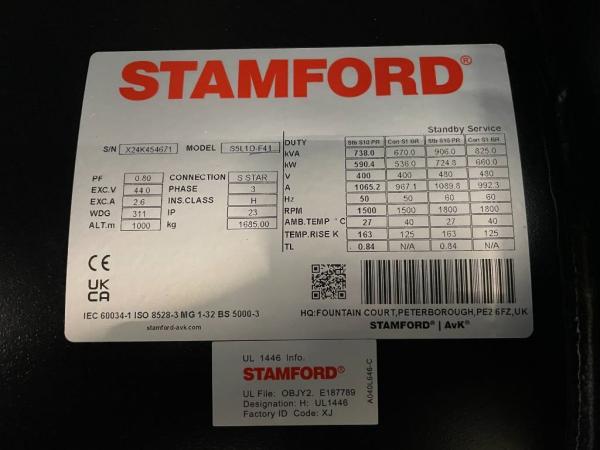 STAMFORD®
Standby Service
S/N X24K454671 MODEL S5L1D-F41
DUTY Stb S10 PR Con S1 BR Stb S10 PR Con S1 BR
kVA 738.0 670.0 906.0 825.0
kW 590.4 536.0 724.8 660.0
V 400 400 480 480
A 1065.2 967.1 1089.8 992.3
Hz 50 50 60 60
RPM 1500 1500 1800 1800
AMB.TEMP °C 27 40 27 40
TEMP.RISE K 163 125 163 125
TL 0.84 N/A 0.84 N/A
PF 0.80 CONNECTION S STAR
EXC.V 44.0 PHASE 3
EXC.A 2.6 INS.CLASS H
WDG 311 IP 23
ALT.m 1000 kg 1685.00
CE
UK
CA
IEC 60034-1 ISO 8528-3 MG 1-32 BS 5000-3
stamford-avk.com
HQ:FOUNTAIN COURT,PETERBOROUGH,PE2 6FZ,UK
STAMFORD® | AvK®
UL 1446 Info.
STAMFORD®
UL File: OBJY2. E187789
Designation: H: UL1446
Factory ID Code: XJ
A040L646-C